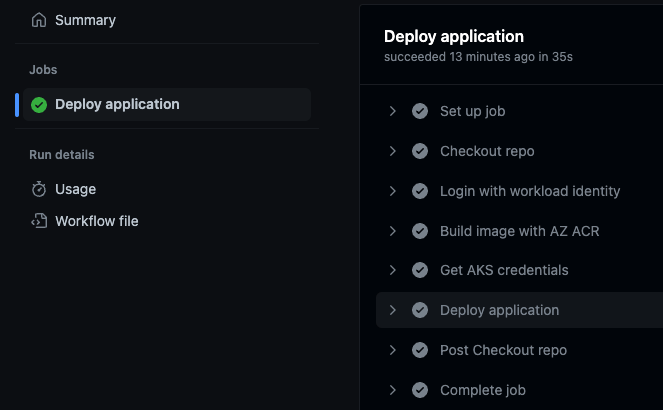 Summary
Jobs
Deploy application
Run details
Usage
Workflow file
Deploy application
succeeded 13 minutes ago in 35s
Set up job
Checkout repo
Login with workload identity
Build image with AZ ACR
Get AKS credentials
Deploy application
Post Checkout repo
Complete job